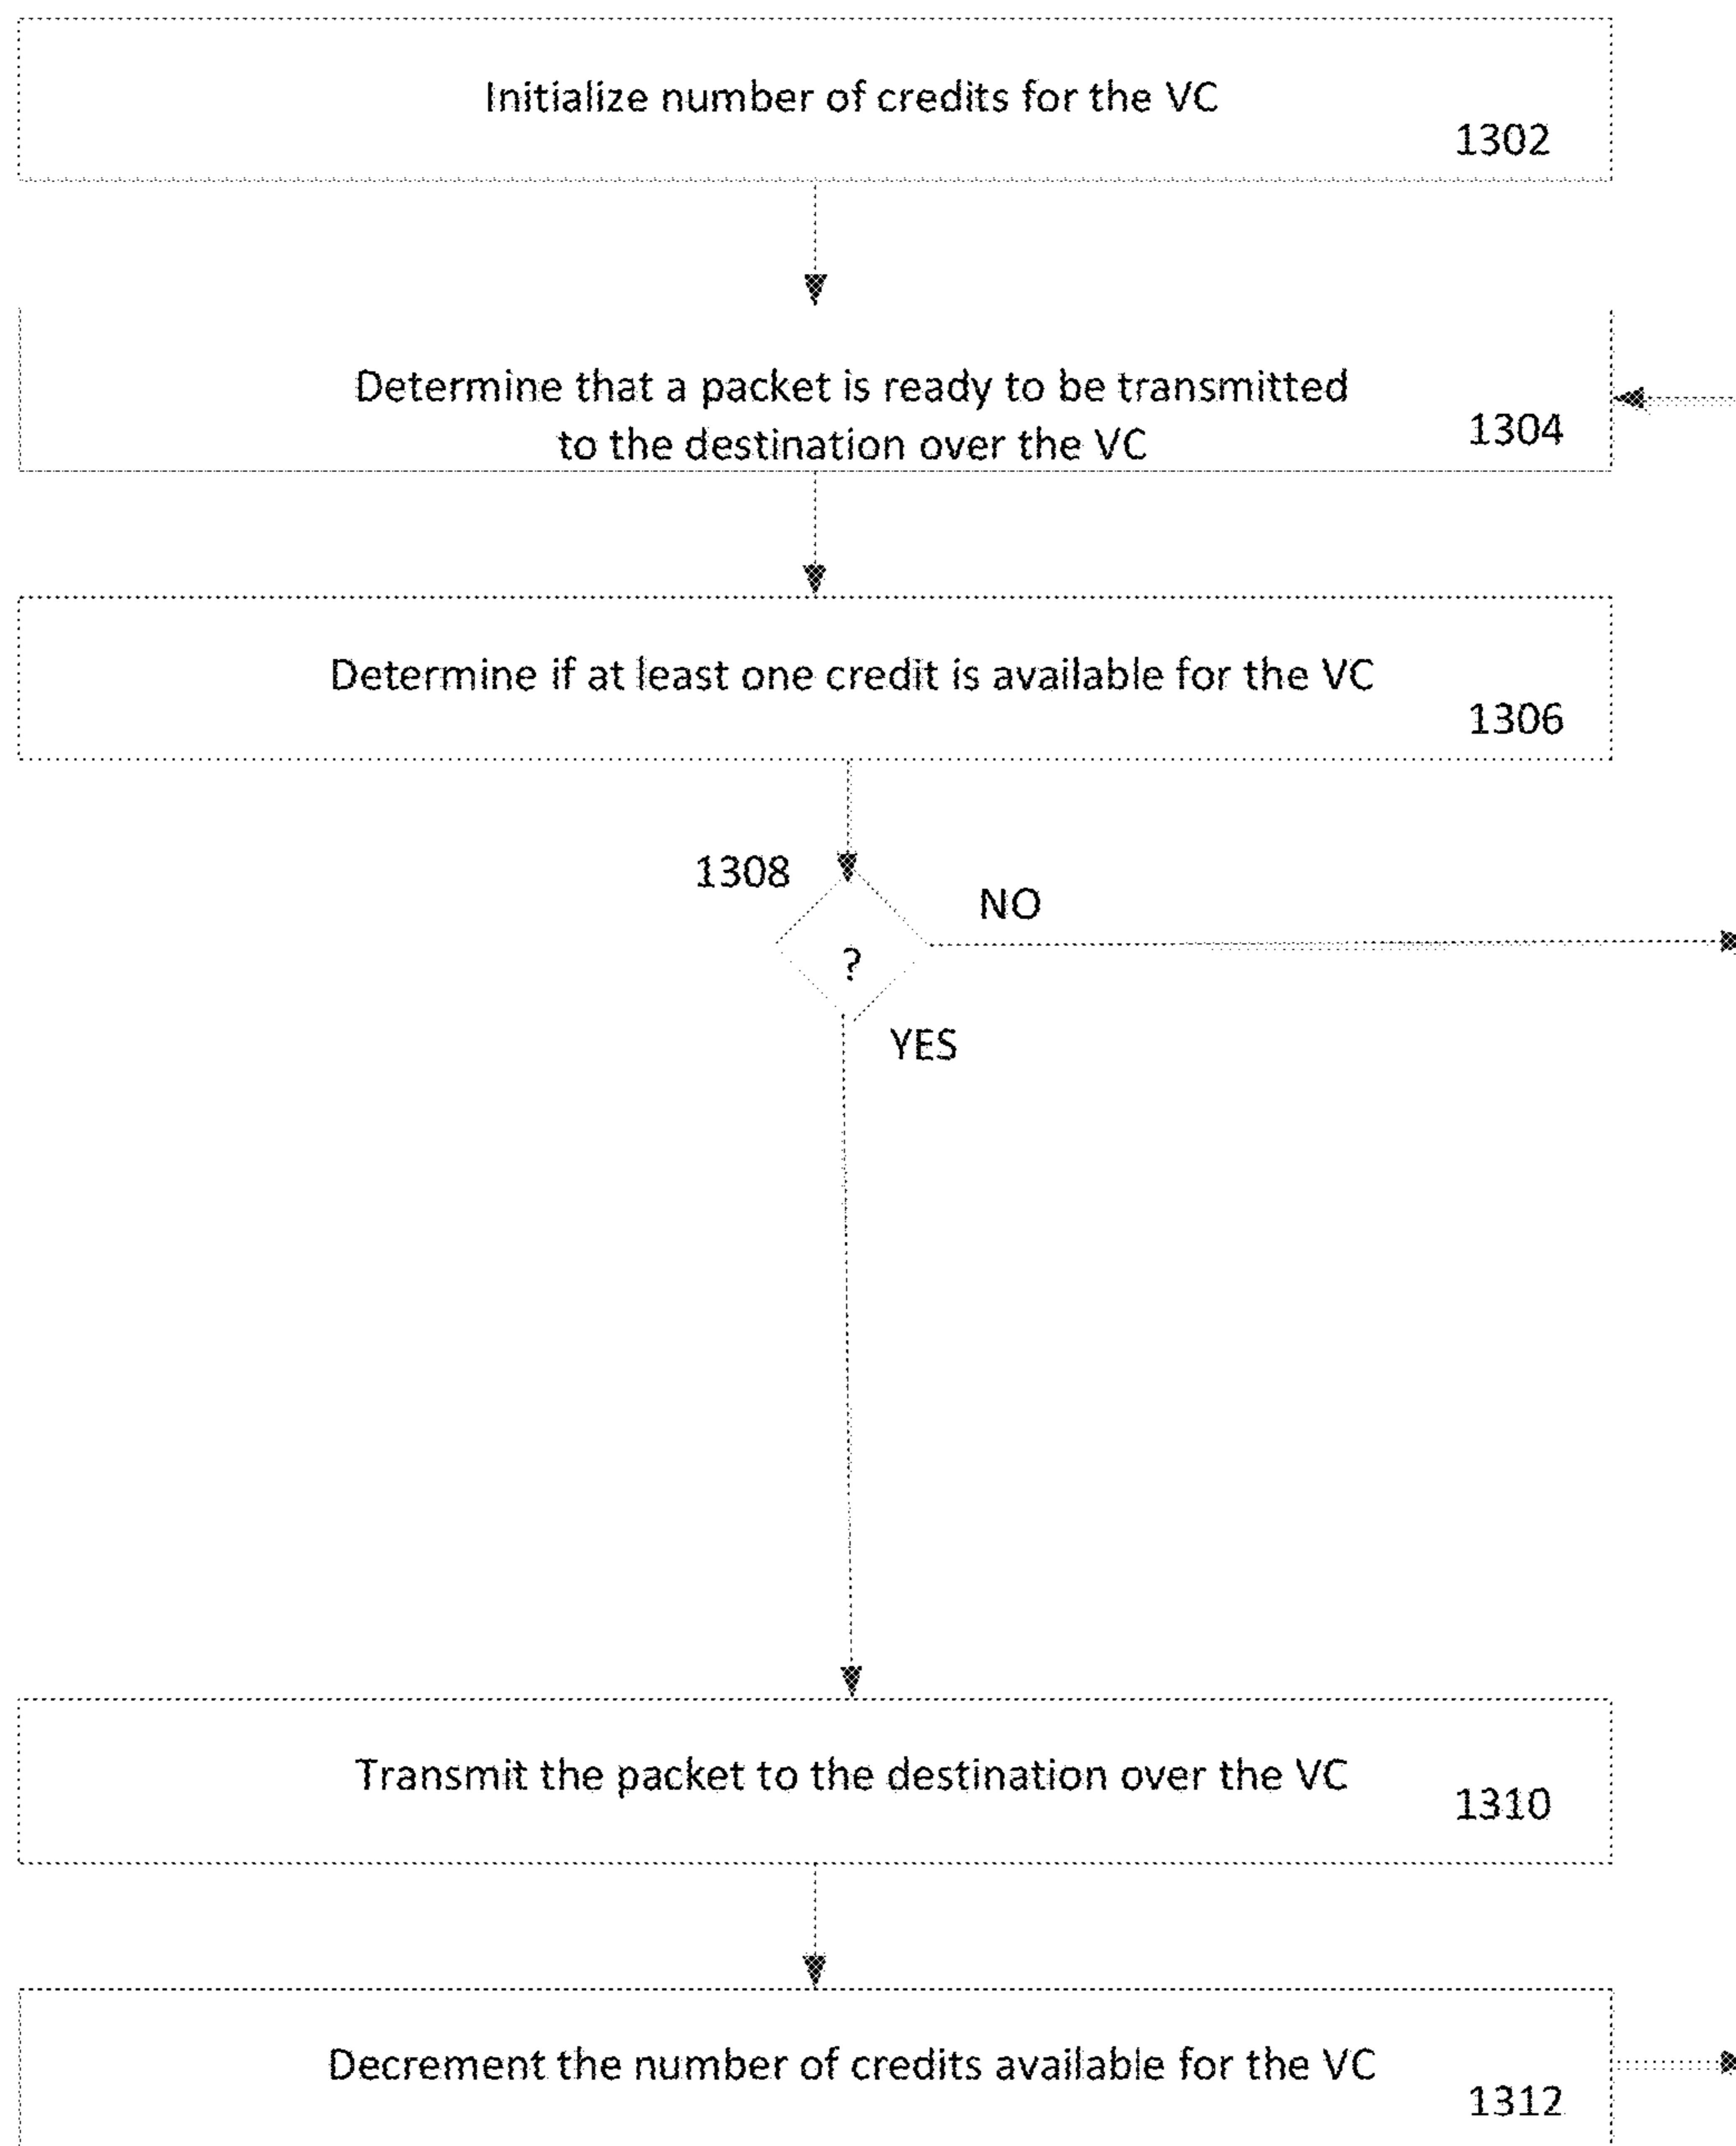 Initialize number of credits for the VC
1302
Determine that a packet is ready to be transmitted
to the destination over the VC
1304
Determine if at least one credit is available for the VC
1306
1308
NO
?
YES
Transmit the packet to the destination over the VC
1310
Decrement the number of credits available for the VC
1312